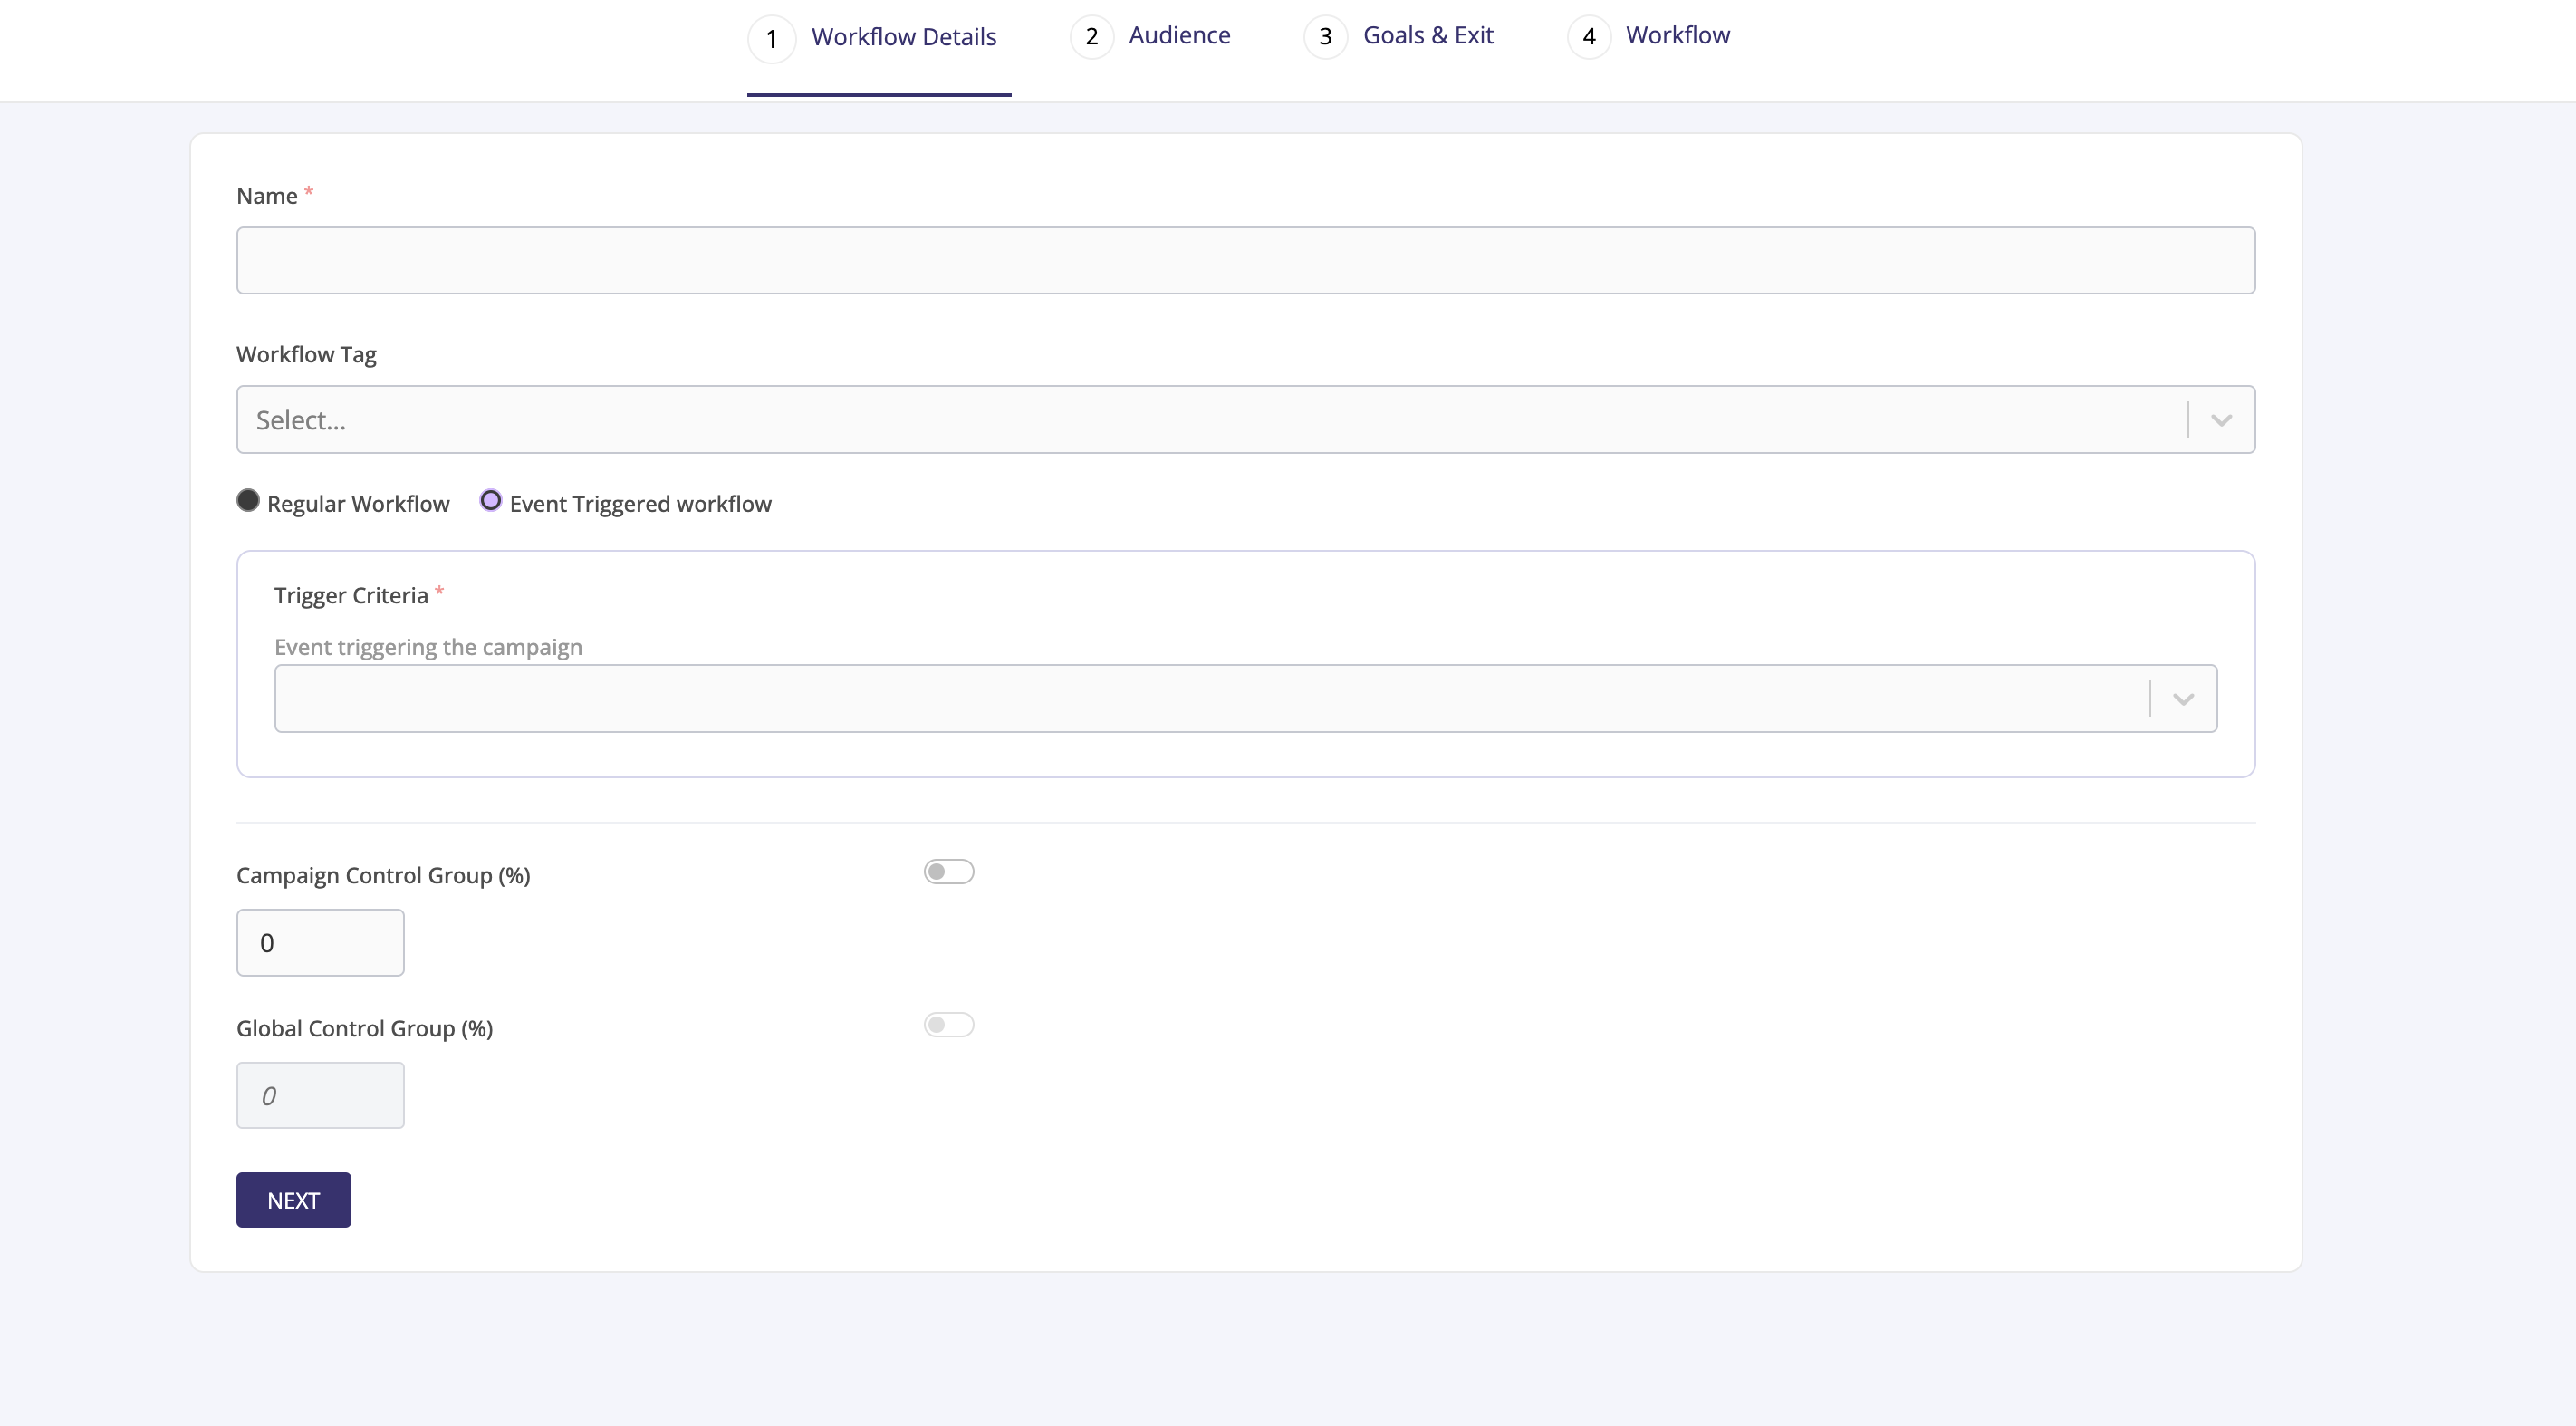 1 Workflow Details 2 Audience 3 Goals & Exit 4 Workflow
Name *
Workflow Tag
Select...
Regular Workflow Event Triggered workflow
Trigger Criteria *
Event triggering the campaign
Campaign Control Group (%)
0
Global Control Group (%)
0
NEXT